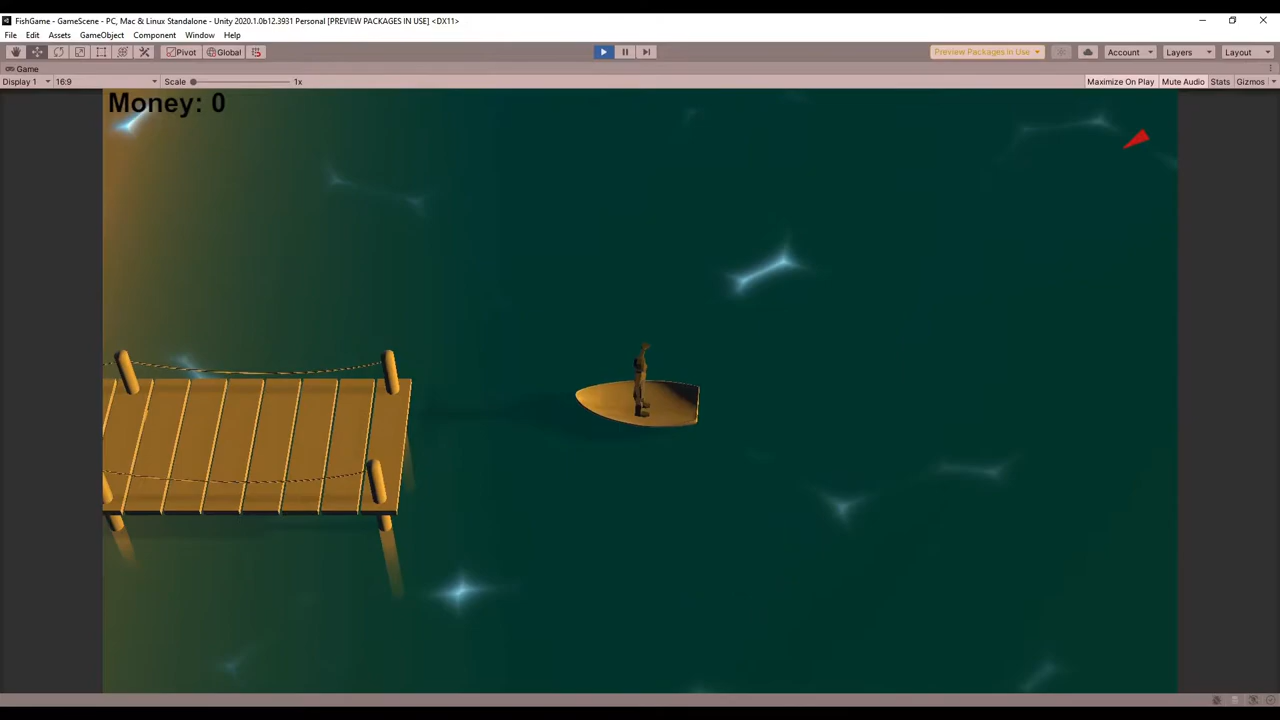 FishGame - GameScene - PC, Mac & Linux Standalone - Unity 2020.1.0b12.3931 Personal [PREVIEW PACKAGES IN USE] <DX11>
File Edit Assets GameObject Component Window Help
Pivot Global Preview Packages in Use Account Layers Layout
Game
Display 1 16:9 Scale 1x Maximize On Play Mute Audio Stats Gizmos
Money: 0